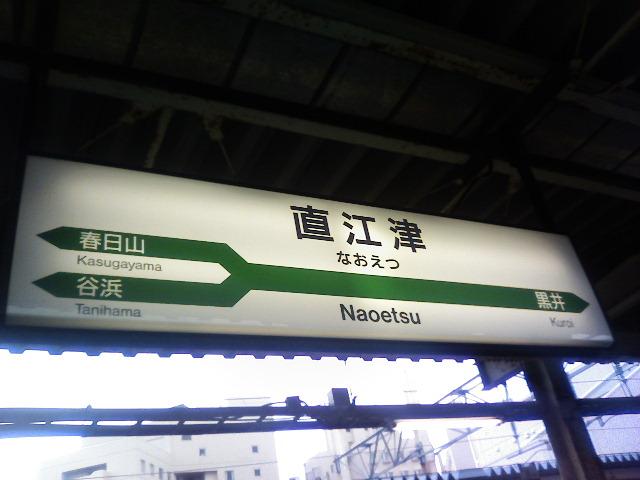 直江津
なおえつ
Naoetsu
春日山
Kasugayama
谷浜
Tanihama
黒井
Kuroi